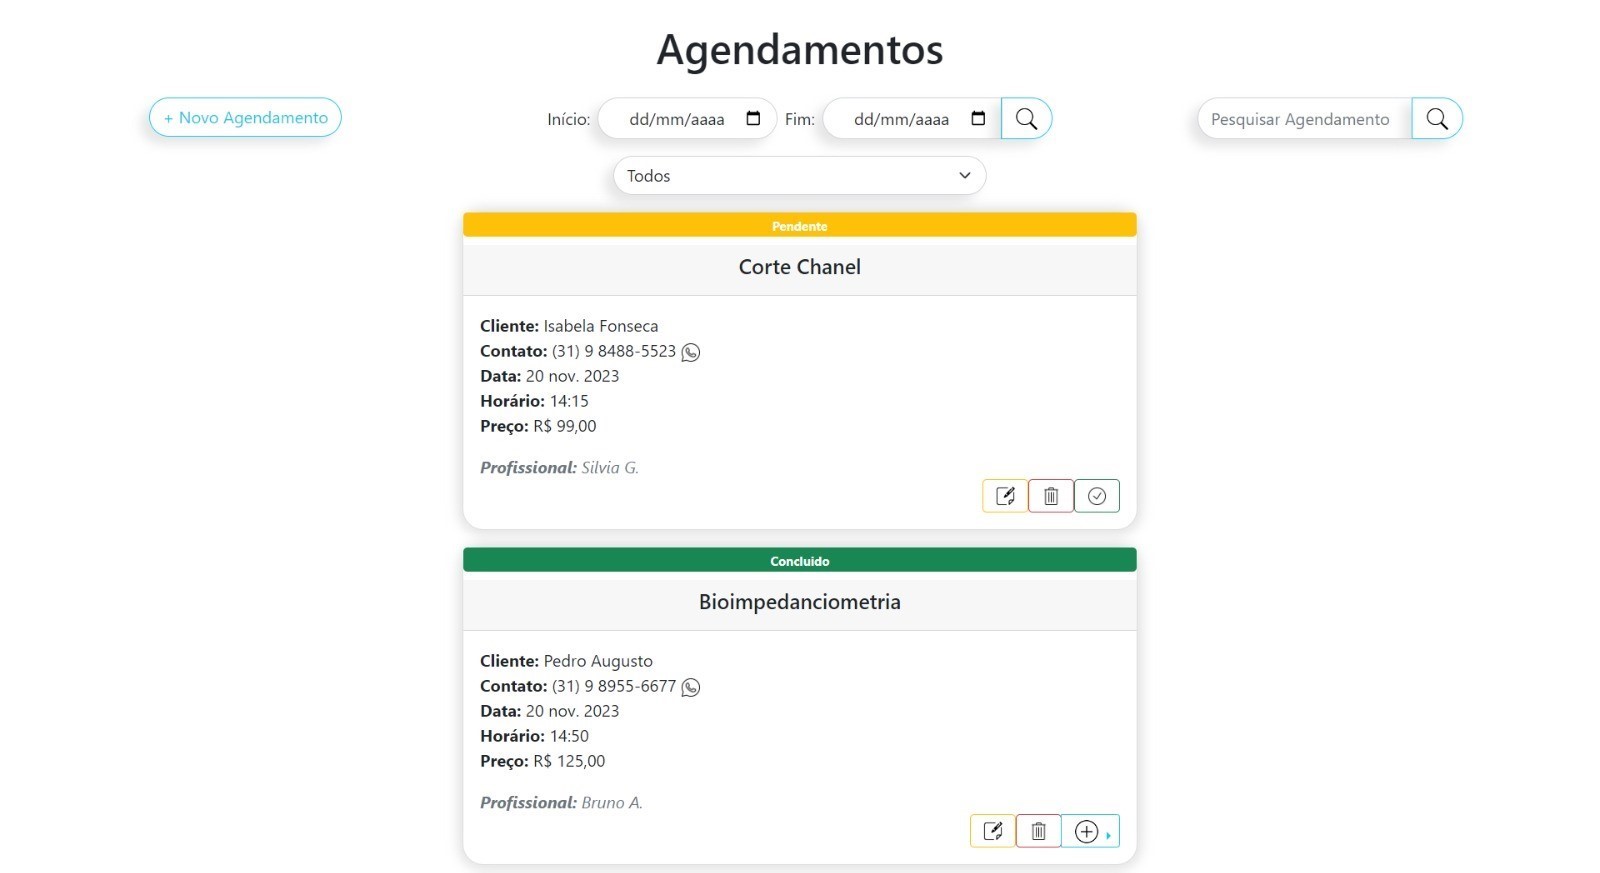 Agendamentos
+ Novo Agendamento
Início: dd/mm/aaaa Fim: dd/mm/aaaa
Pesquisar Agendamento
Todos
Pendente
Corte Chanel
Cliente: Isabela Fonseca
Contato: (31) 9 8488-5523
Data: 20 nov. 2023
Horário: 14:15
Preço: R$ 99,00
Profissional: Silvia G.
Concluido
Bioimpedanciometria
Cliente: Pedro Augusto
Contato: (31) 9 8955-6677
Data: 20 nov. 2023
Horário: 14:50
Preço: R$ 125,00
Profissional: Bruno A.